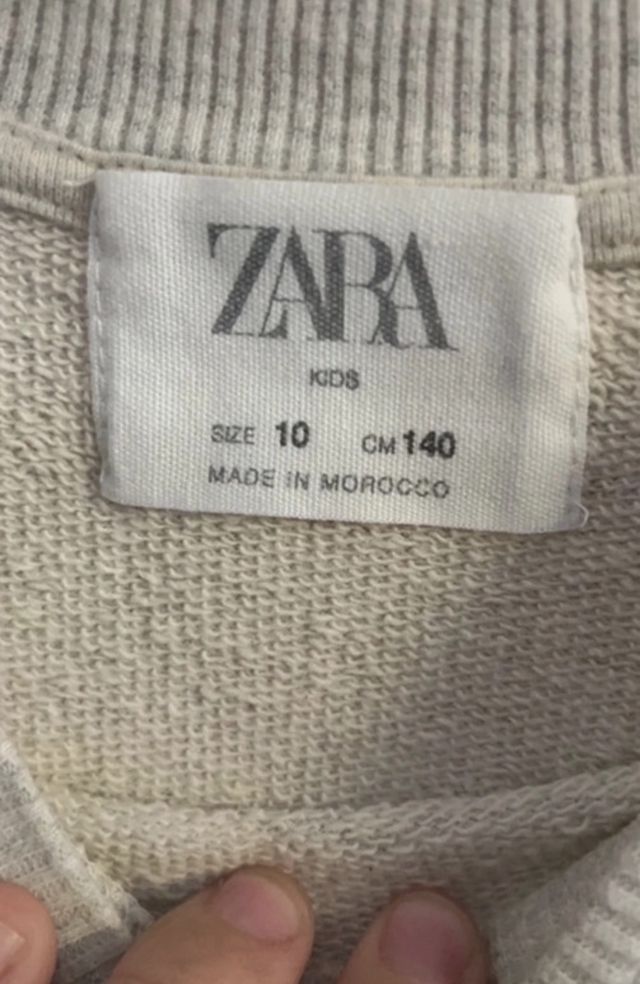 ZARA
KIDS
SIZE 10 CM 140
MADE IN MOROCCO